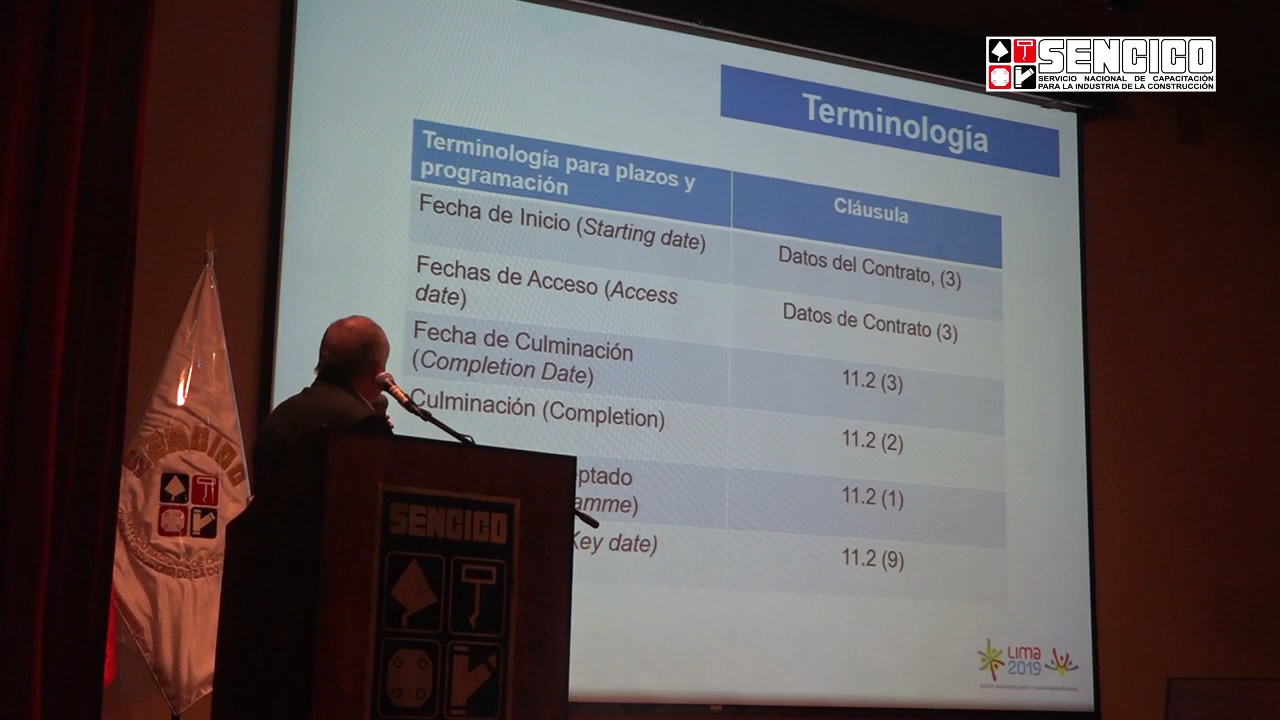 SENCICO
SERVICIO NACIONAL DE CAPACITACIÓN
PARA LA INDUSTRIA DE LA CONSTRUCCIÓN
Terminología
Terminología para plazos y
programación
Cláusula
Fecha de Inicio (Starting date)
Datos del Contrato, (3)
Fechas de Acceso (Access
date)
Datos de Contrato (3)
Fecha de Culminación
(Completion Date)
11.2 (3)
Culminación (Completion)
11.2 (2)
eptado
amme)
11.2 (1)
Key date)
11.2 (9)
LIMA
2019
SENCICO
SENCICO